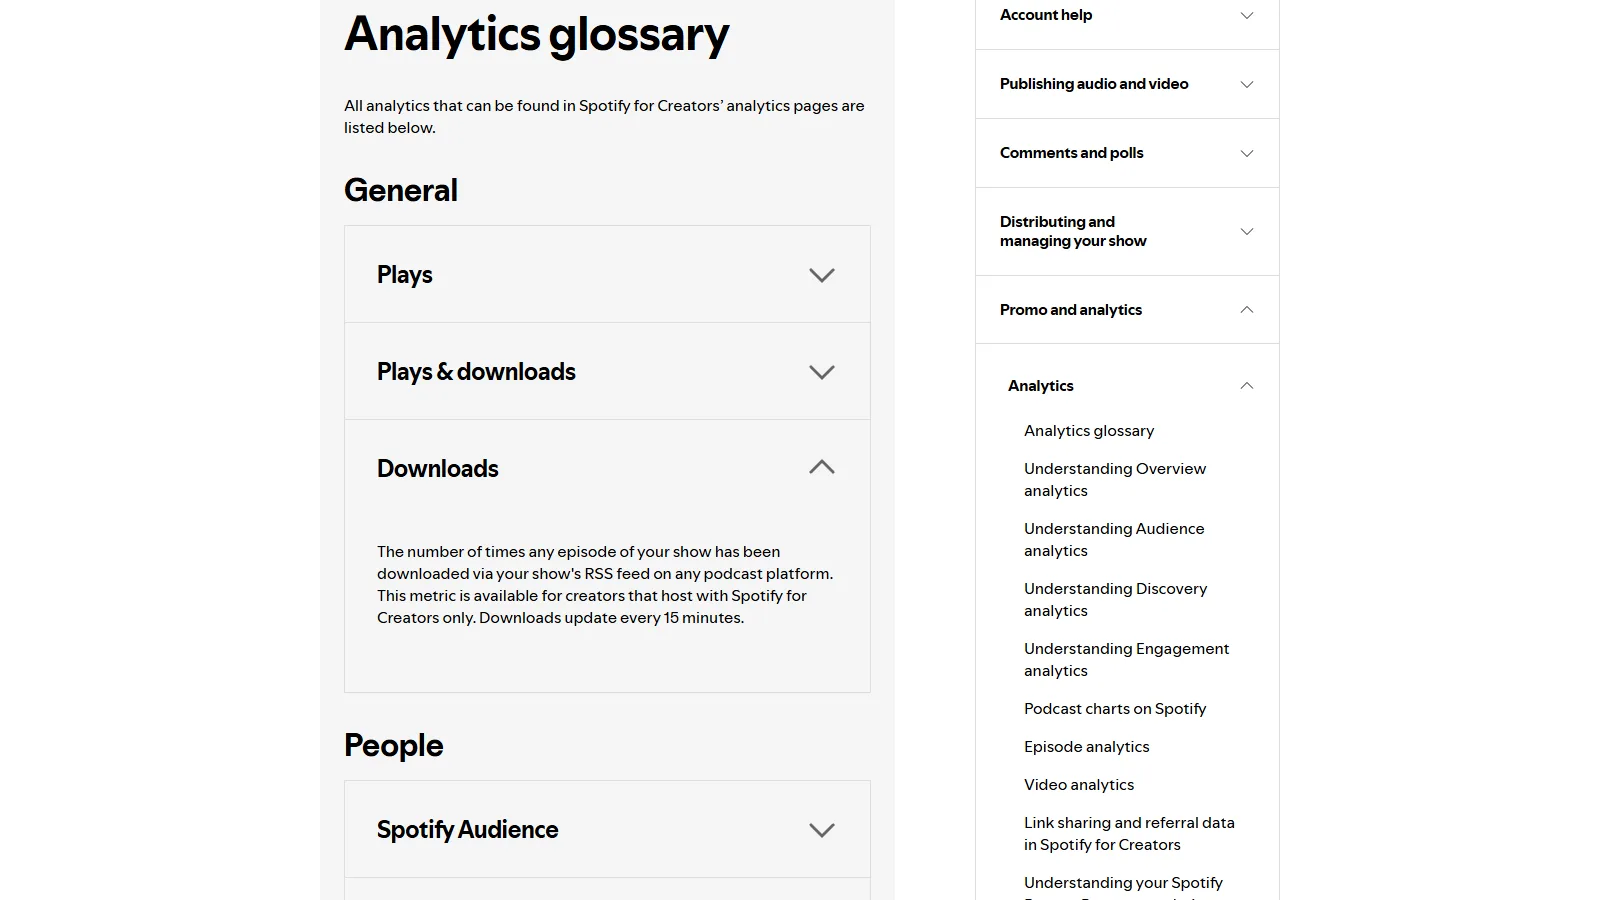 Analytics glossary
All analytics that can be found in Spotify for Creators’ analytics pages are
listed below.
General
Plays
Plays & downloads
Downloads
The number of times any episode of your show has been
downloaded via your show's RSS feed on any podcast platform.
This metric is available for creators that host with Spotify for
Creators only. Downloads update every 15 minutes.
People
Spotify Audience
Account help
Publishing audio and video
Comments and polls
Distributing and
managing your show
Promo and analytics
Analytics
Analytics glossary
Understanding Overview
analytics
Understanding Audience
analytics
Understanding Discovery
analytics
Understanding Engagement
analytics
Podcast charts on Spotify
Episode analytics
Video analytics
Link sharing and referral data
in Spotify for Creators
Understanding your Spotify